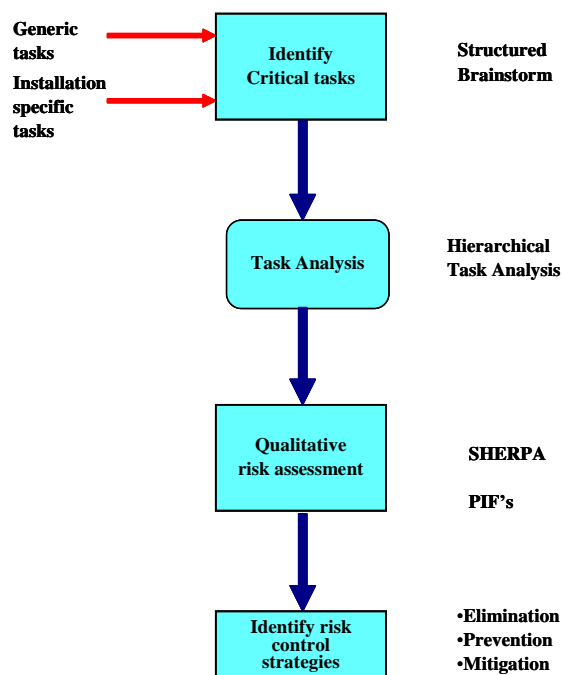 Generic
tasks
Installation
specific
tasks
Identify
Critical tasks
Structured
Brainstorm
Task Analysis
Hierarchical
Task Analysis
Qualitative
risk assessment
SHERPA
PIF's
Identify risk
control
strategies
•Elimination
•Prevention
•Mitigation